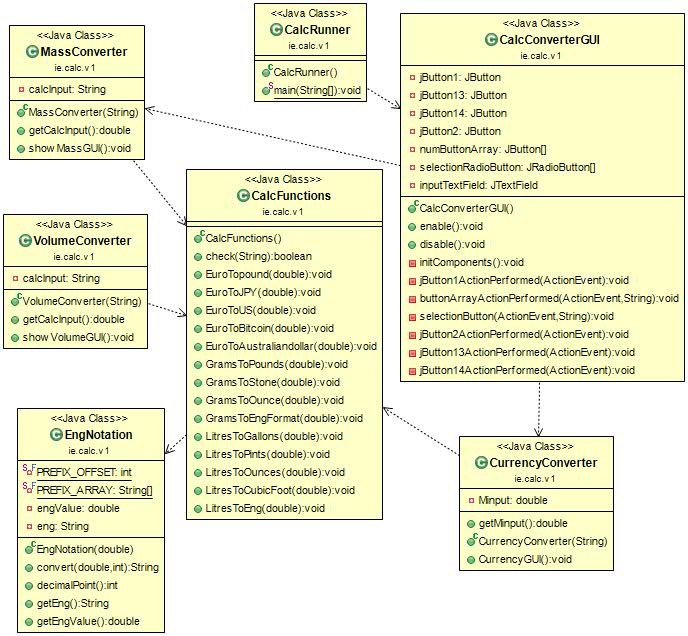 <<Java Class>>
MassConverter
ie.calc.v1
calcInput: String
MassConverter(String)
getCalcInput():double
show MassGUI():void
<<Java Class>>
CalcRunner
ie.calc.v1
CalcRunner()
main(String[]):void
<<Java Class>>
CalcConverterGUI
ie.calc.v1
jButton1: JButton
jButton13: JButton
jButton14: JButton
jButton2: JButton
numButtonArray: JButton[]
selectionRadioButton: JRadioButton[]
inputTextField: JTextField
CalcConverterGUI()
enable():void
disable():void
initComponents():void
jButton1ActionPerformed(ActionEvent):void
buttonArrayActionPerformed(ActionEvent,String):void
selectionButton(ActionEvent,String):void
jButton2ActionPerformed(ActionEvent):void
jButton13ActionPerformed(ActionEvent):void
jButton14ActionPerformed(ActionEvent):void
<<Java Class>>
VolumeConverter
ie.calc.v1
calcInput: String
VolumeConverter(String)
getCalcInput():double
show VolumeGUI():void
<<Java Class>>
CalcFunctions
ie.calc.v1
CalcFunctions()
check(String):boolean
EuroTopound(double):void
EuroToJPY(double):void
EuroToUS(double):void
EuroToBitcoin(double):void
EuroToAustraliandollar(double):void
GramsToPounds(double):void
GramsToStone(double):void
GramsToOunce(double):void
GramsToEngFormat(double):void
LitresToGallons(double):void
LitresToPints(double):void
LitresToOunces(double):void
LitresToCubicFoot(double):void
LitresToEng(double):void
<<Java Class>>
EngNotation
ie.calc.v1
PREFIX_OFFSET: int
PREFIX_ARRAY: String[]
engValue: double
eng: String
EngNotation(double)
convert(double,int):String
decimalPoint():int
getEng():String
getEngValue():double
<<Java Class>>
CurrencyConverter
ie.calc.v1
Minput: double
getMinput():double
CurrencyConverter(String)
CurrencyGUI():void